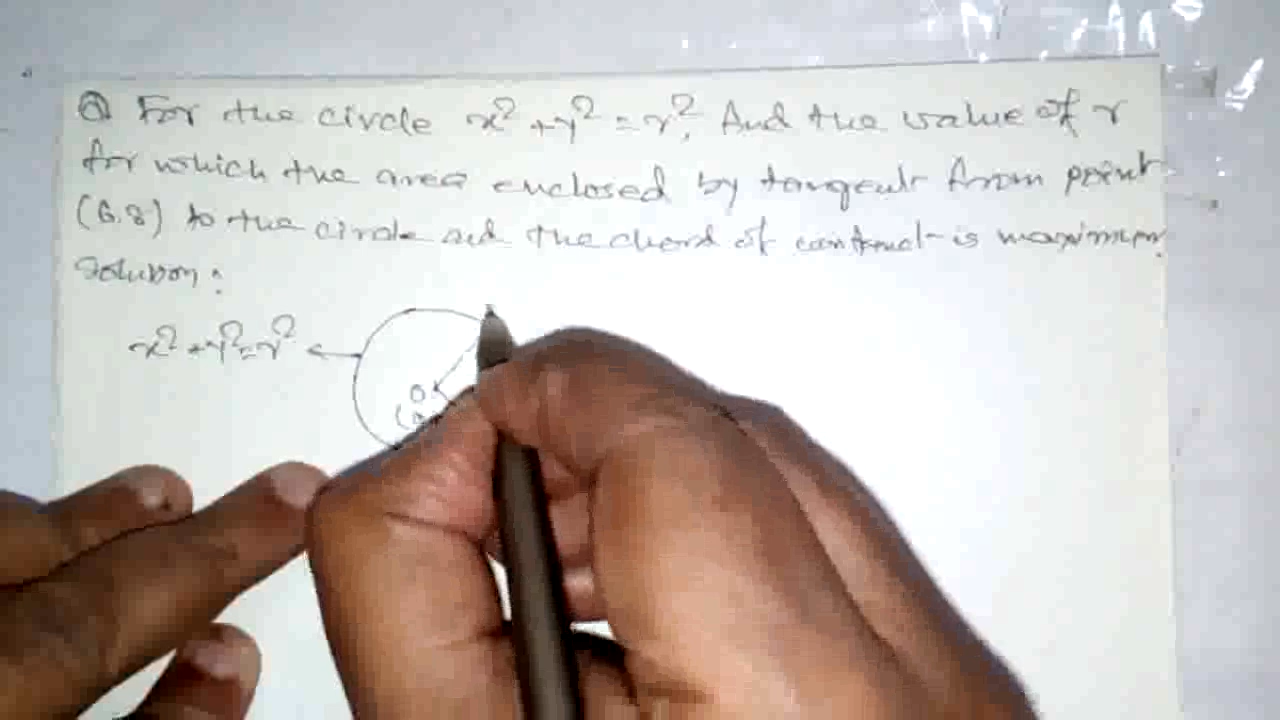 Q For the circle x² + y² = r². And the value of r
for which the area enclosed by tangents from point
(6.8) to the circle and the chord of contact is maximum.
Solution:
x² + y² = r²
O